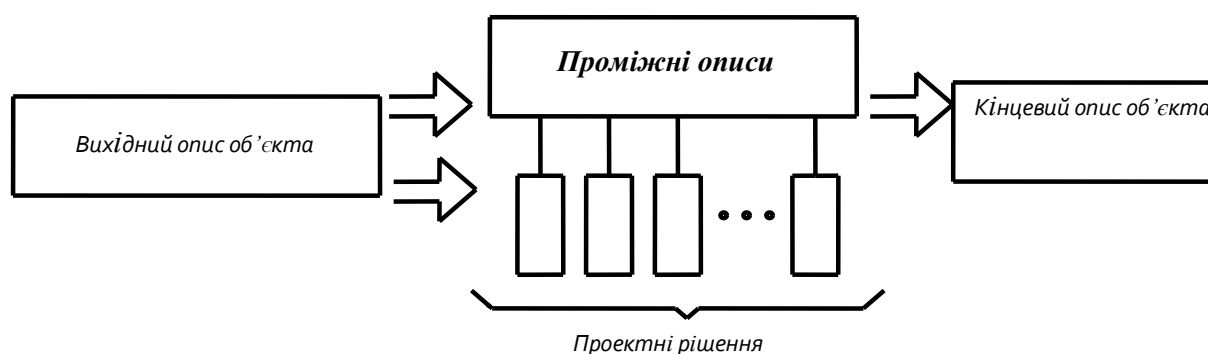 Проміжні описи
Вихідний опис об’єкта
Кінцевий опис об’єкта
Проектні рішення